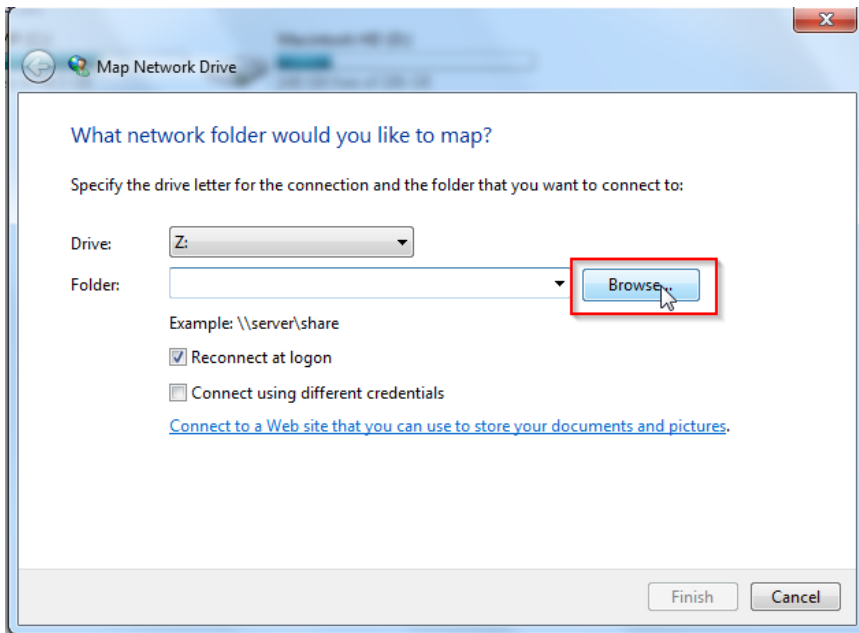 Macintosh HD (D:)
Map Network Drive
What network folder would you like to map?
Specify the drive letter for the connection and the folder that you want to connect to:
Drive: Z:
Folder: Browse...
Example: \\server\share
Reconnect at logon
Connect using different credentials
Connect to a Web site that you can use to store your documents and pictures.
Finish Cancel